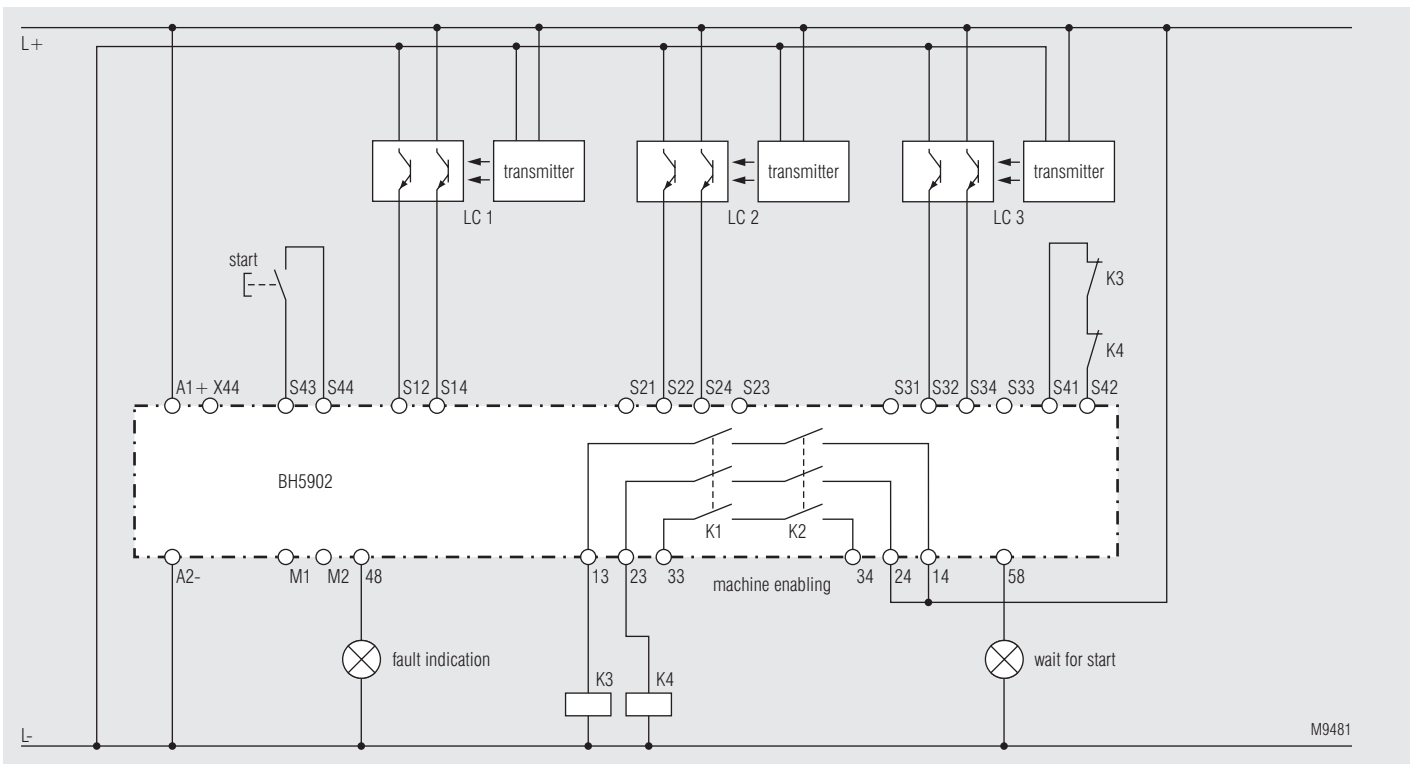 L+
transmitter
transmitter
transmitter
LC 1
LC 2
LC 3
start
K3
K4
A1+ X44 S43 S44 S12 S14 S21 S22 S24 S23 S31 S32 S34 S33 S41 S42
BH5902
K1 K2
A2- M1 M2 48 13 23 33 machine enabling 34 24 14 58
fault indication
wait for start
K3 K4
L-
M9481